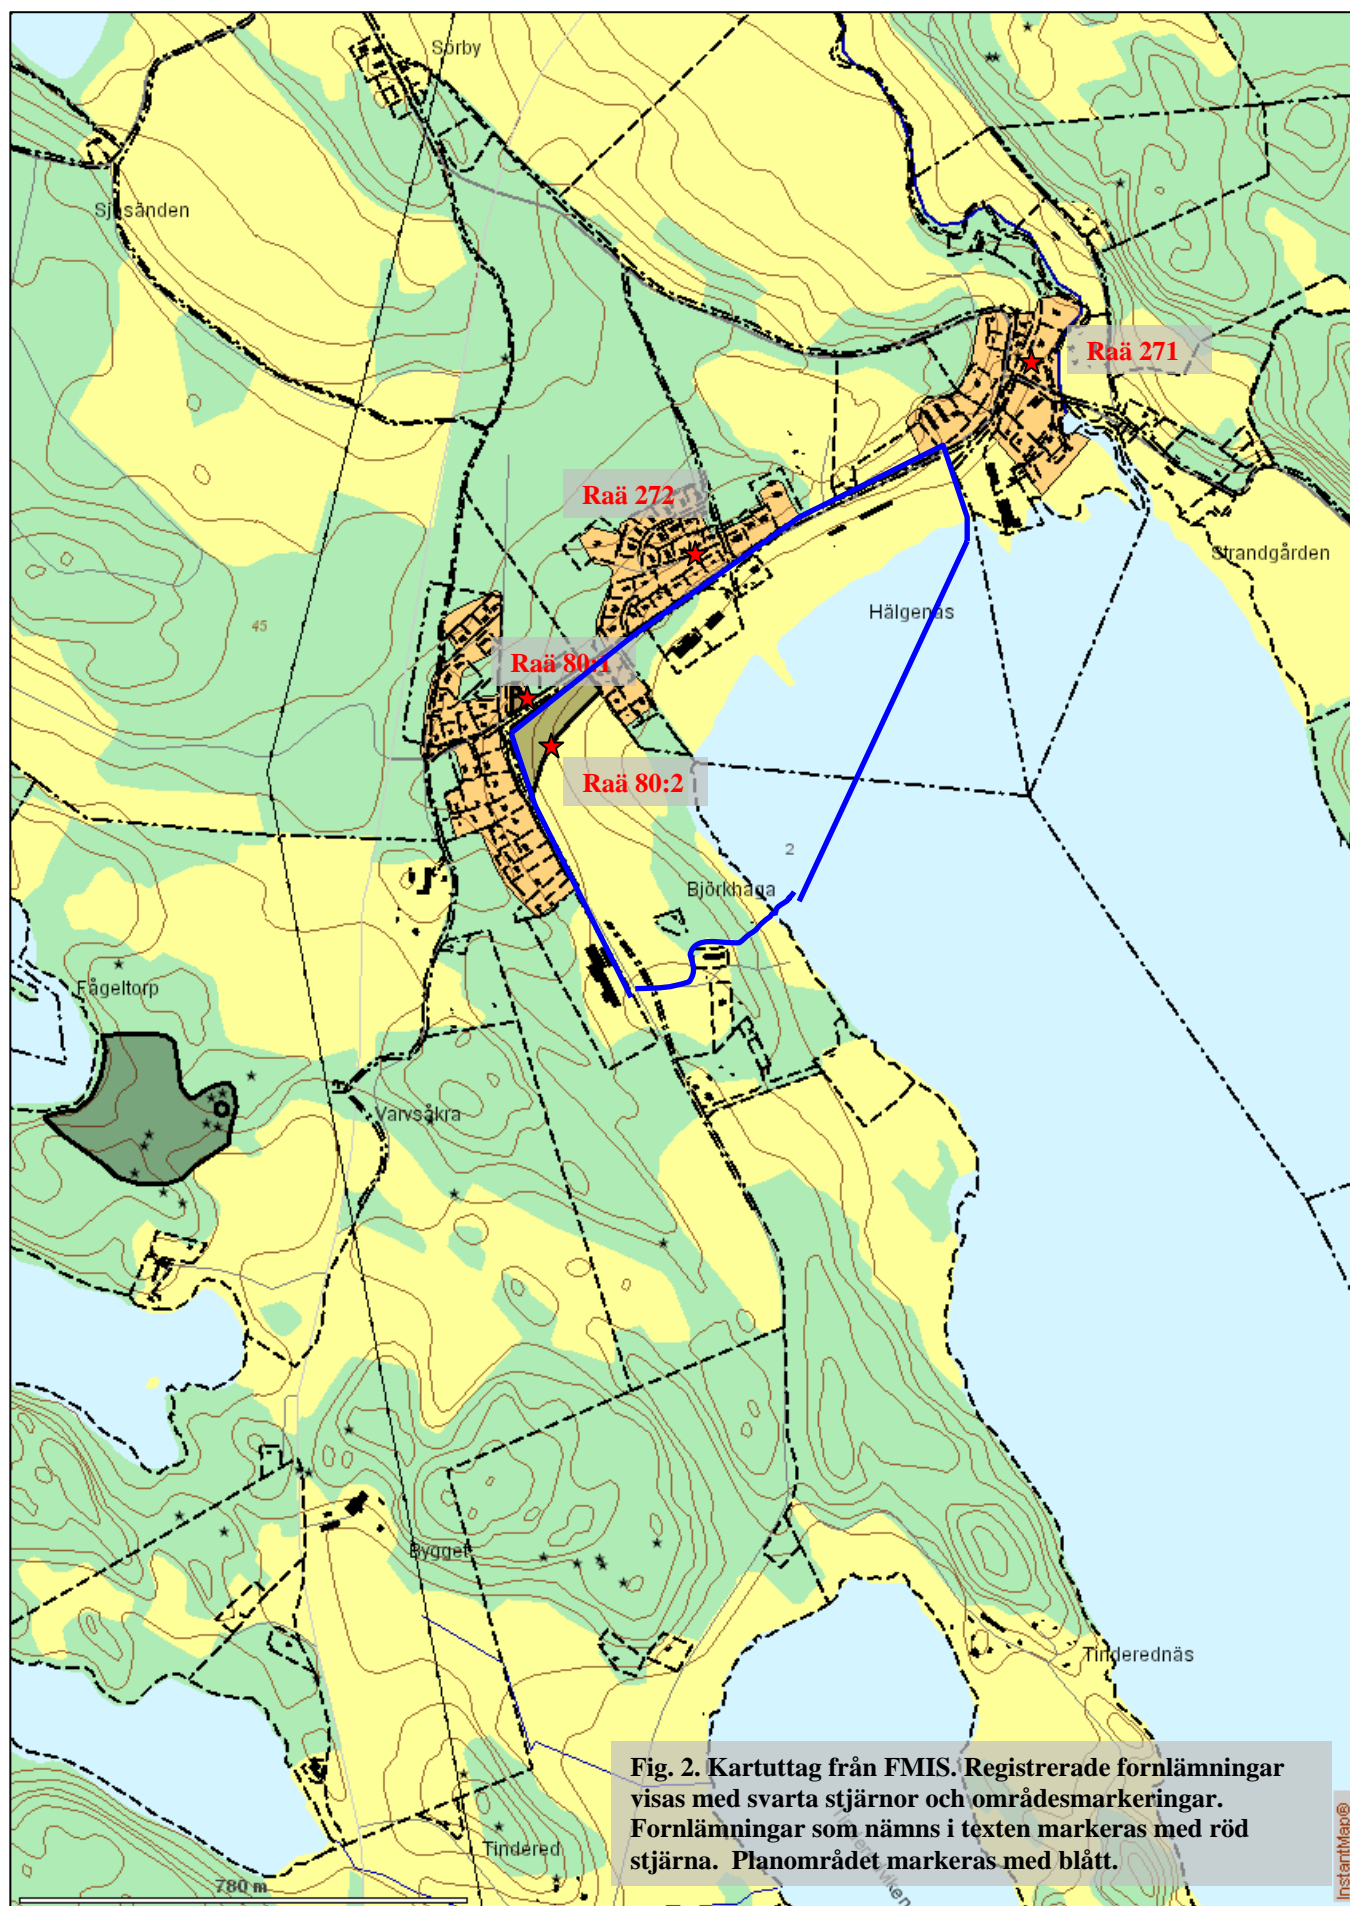 Sörby
Sjösänden
Raä 271
Raä 272
Strandgården
Hälgenäs
45
Raä 80:1
Raä 80:2
2
Björkhaga
Fågeltorp
Varvsåkra
Bygget
Tinderednäs
Fig. 2. Kartuttag från FMIS. Registrerade fornlämningar
visas med svarta stjärnor och områdesmarkeringar.
Fornlämningar som nämns i texten markeras med röd
stjärna. Planområdet markeras med blått.
Tindered
780 m
InstantMap®